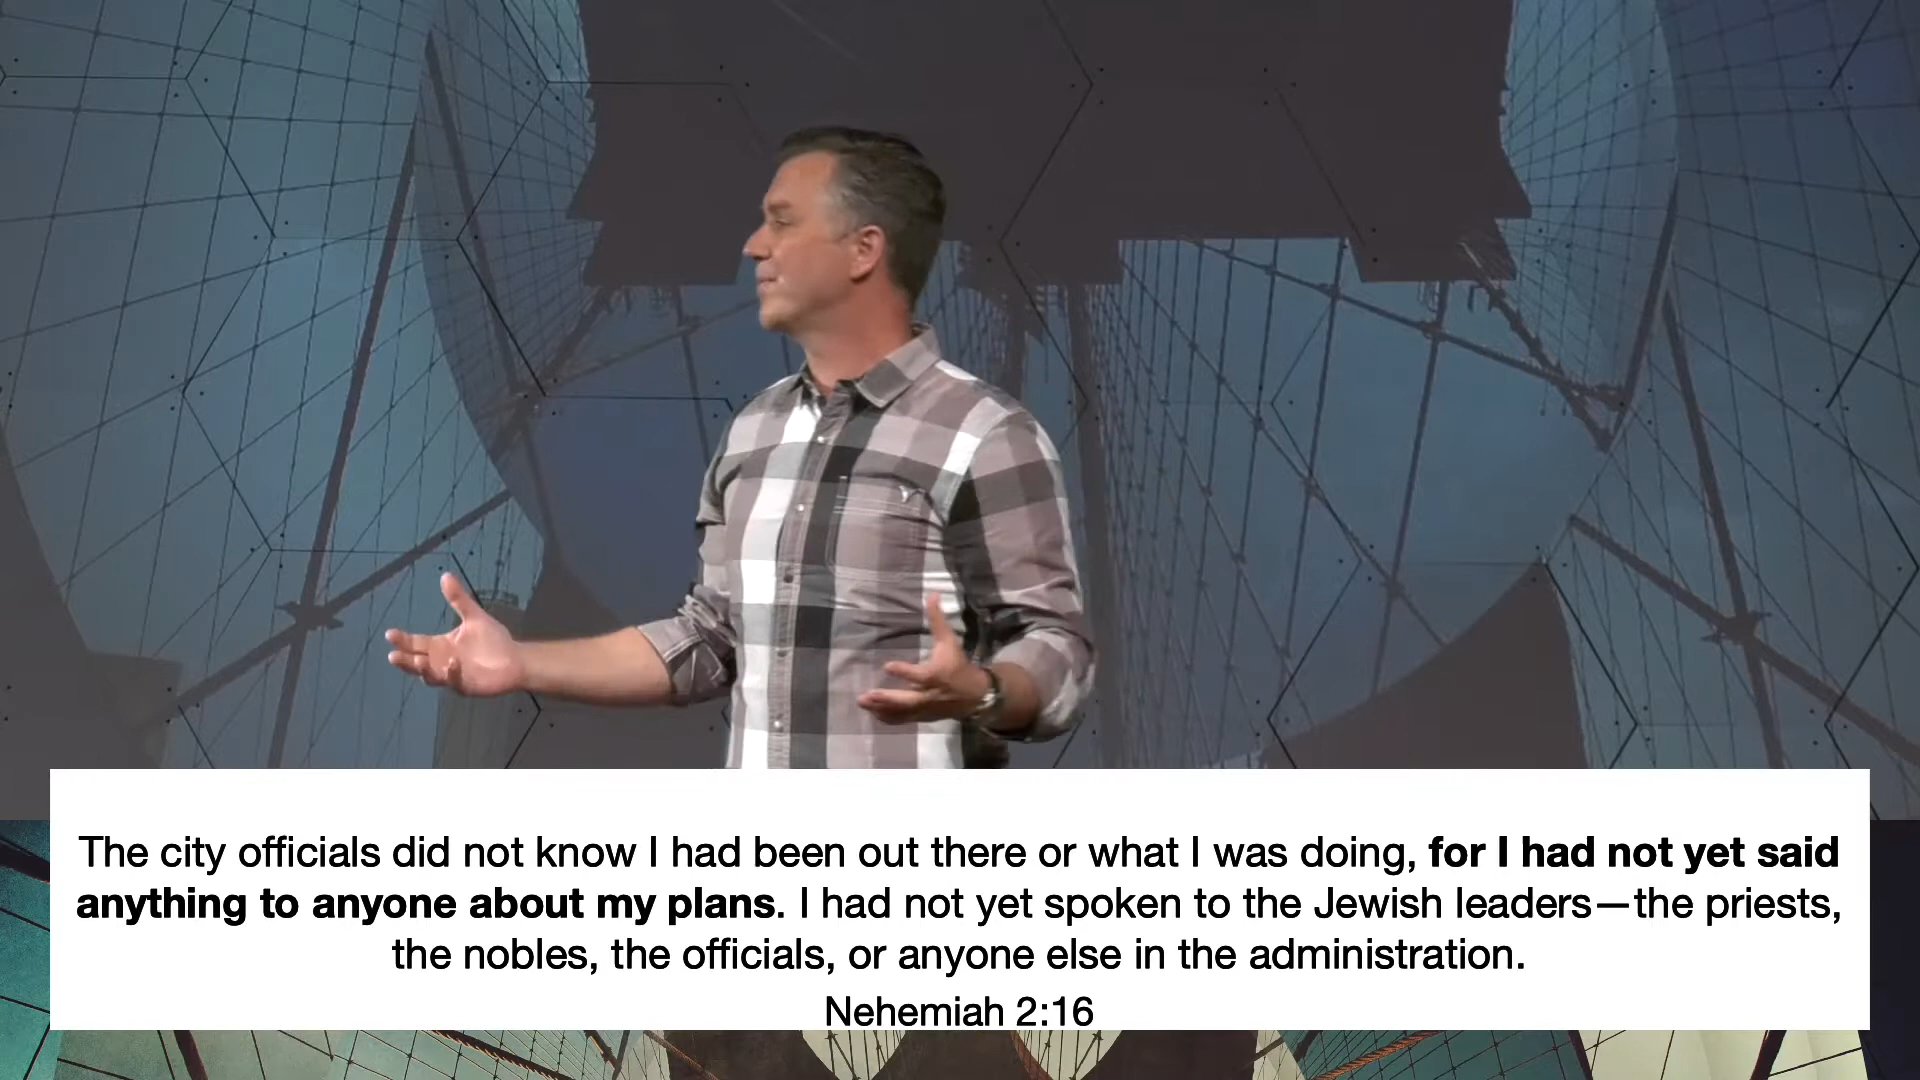 The city officials did not know I had been out there or what I was doing, for I had not yet said
anything to anyone about my plans. I had not yet spoken to the Jewish leaders—the priests,
the nobles, the officials, or anyone else in the administration.
Nehemiah 2:16